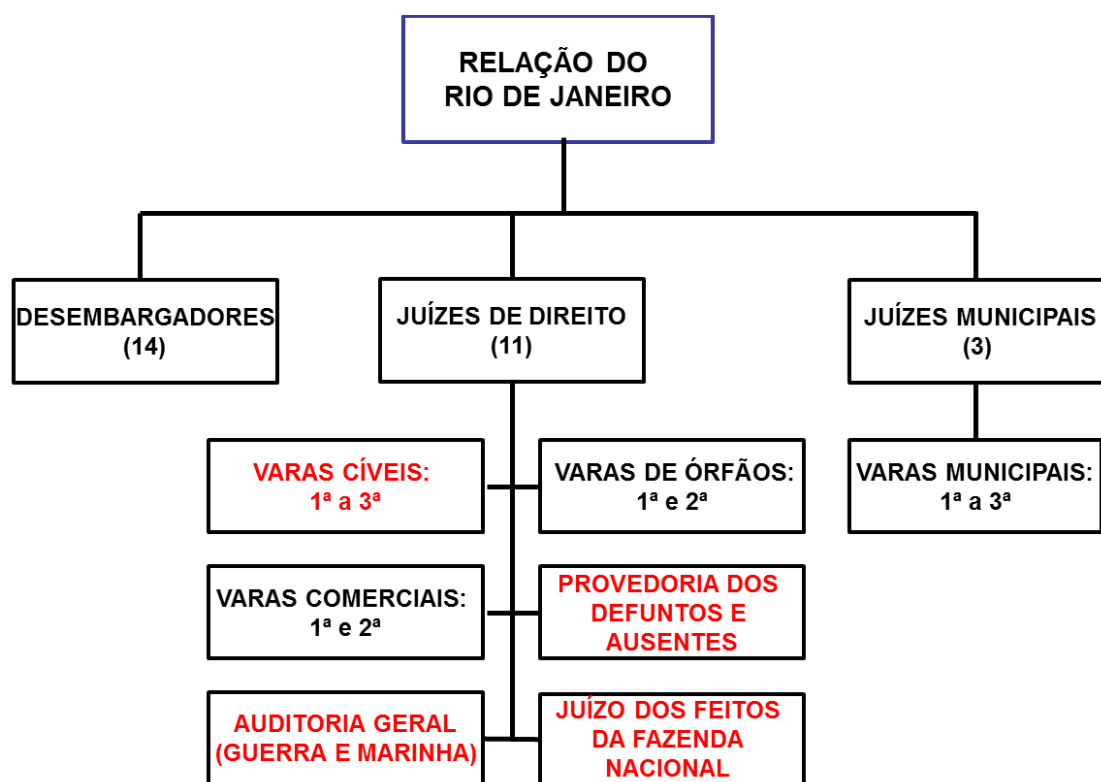 RELAÇÃO DO
RIO DE JANEIRO
DESEMBARGADORES
(14)
JUÍZES DE DIREITO
(11)
JUÍZES MUNICIPAIS
(3)
VARAS CÍVEIS:
1ª a 3ª
VARAS DE ÓRFÃOS:
1ª e 2ª
VARAS MUNICIPAIS:
1ª a 3ª
VARAS COMERCIAIS:
1ª e 2ª
PROVEDORIA DOS
DEFUNTOS E
AUSENTES
AUDITORIA GERAL
(GUERRA E MARINHA)
JUÍZO DOS FEITOS
DA FAZENDA
NACIONAL